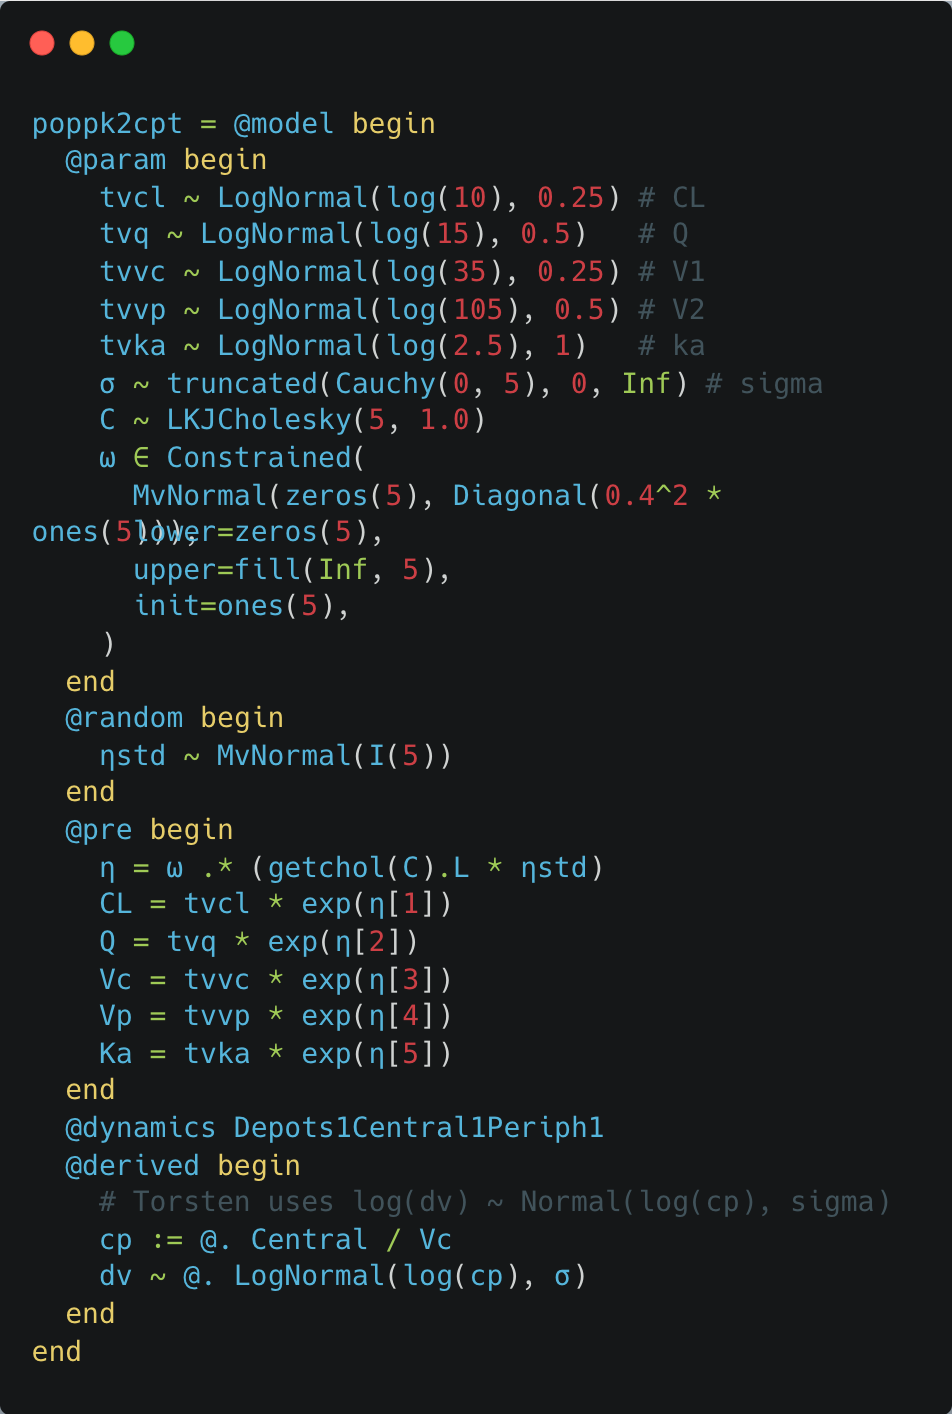 poppk2cpt = @model begin
  @param begin
    tvcl ~ LogNormal(log(10), 0.25) # CL
    tvq ~ LogNormal(log(15), 0.5)   # Q
    tvvc ~ LogNormal(log(35), 0.25) # V1
    tvvp ~ LogNormal(log(105), 0.5) # V2
    tvka ~ LogNormal(log(2.5), 1)   # ka
    σ ~ truncated(Cauchy(0, 5), 0, Inf) # sigma
    C ~ LKJCholesky(5, 1.0)
    ω ∈ Constrained(
      MvNormal(zeros(5), Diagonal(0.4^2 *
ones(5))),
      lower=zeros(5),
      upper=fill(Inf, 5),
      init=ones(5),
    )
  end
  @random begin
    ηstd ~ MvNormal(I(5))
  end
  @pre begin
    η = ω .* (getchol(C).L * ηstd)
    CL = tvcl * exp(η[1])
    Q = tvq * exp(η[2])
    Vc = tvvc * exp(η[3])
    Vp = tvvp * exp(η[4])
    Ka = tvka * exp(η[5])
  end
  @dynamics Depots1Central1Periph1
  @derived begin
    # Torsten uses log(dv) ~ Normal(log(cp), sigma)
    cp := @. Central / Vc
    dv ~ @. LogNormal(log(cp), σ)
  end
end